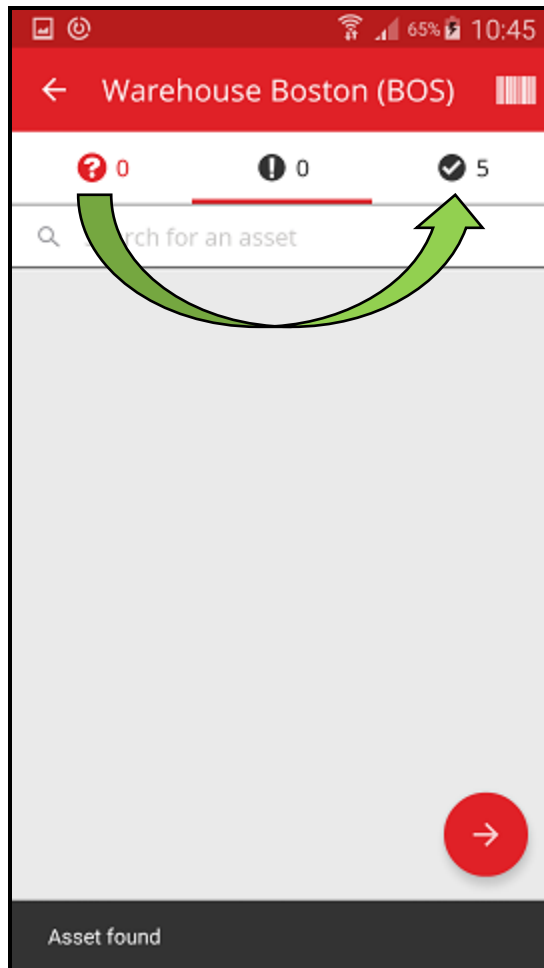 65% 10:45
Warehouse Boston (BOS)
0 0 5
rch for an asset
Asset found